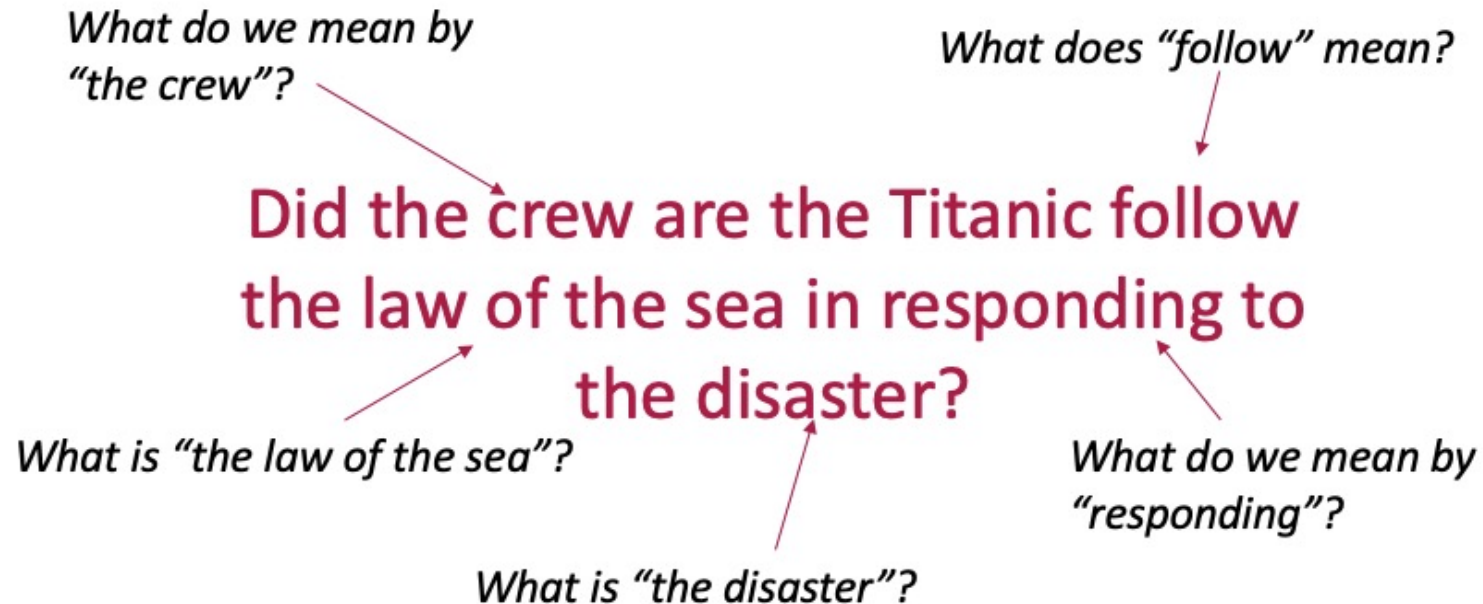 What do we mean by
“the crew”?
What does “follow” mean?
Did the crew are the Titanic follow
the law of the sea in responding to
the disaster?
What is “the law of the sea”?
What do we mean by
“responding”?
What is “the disaster”?